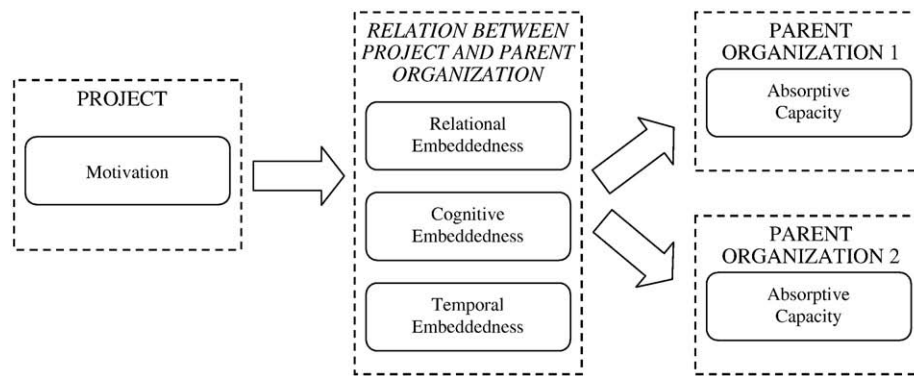 PROJECT
Motivation
RELATION BETWEEN
PROJECT AND PARENT
ORGANIZATION
Relational
Embeddedness
Cognitive
Embeddedness
Temporal
Embeddedness
PARENT
ORGANIZATION 1
Absorptive
Capacity
PARENT
ORGANIZATION 2
Absorptive
Capacity